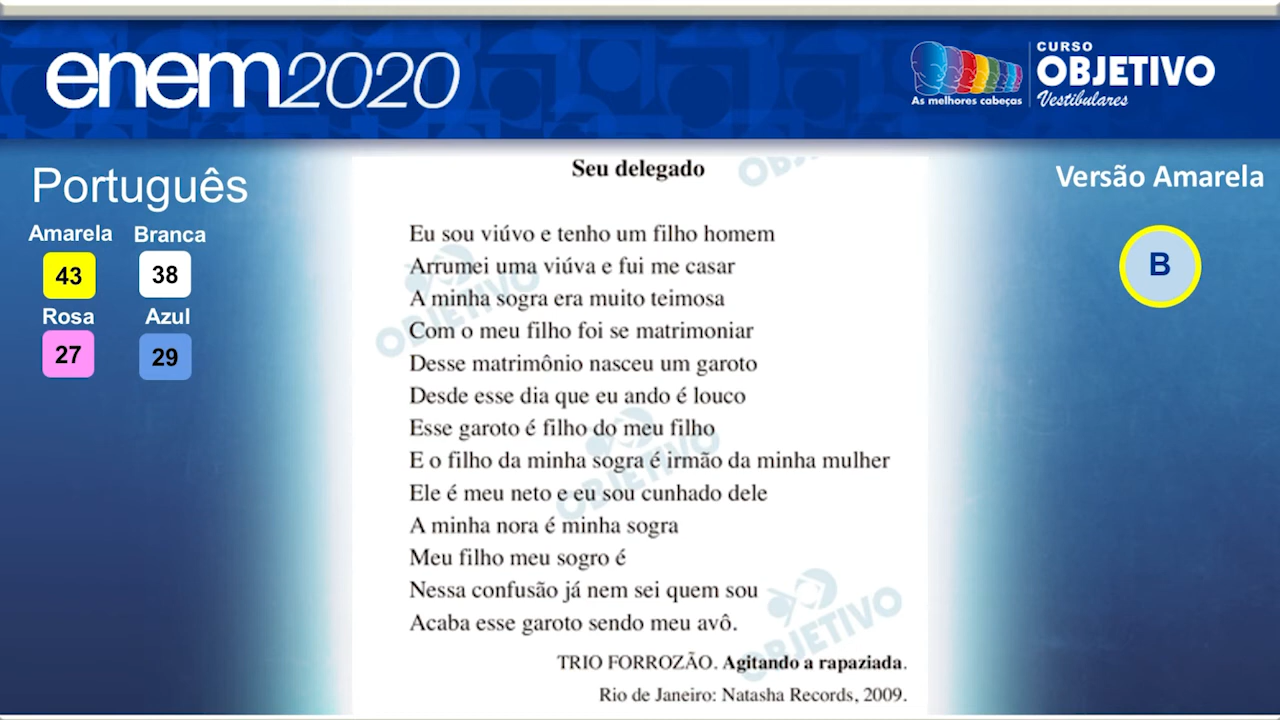 enem2020
CURSO
OBJETIVO
As melhores cabeças
Vestibulares
Português
Amarela
Branca
43
38
Rosa
Azul
27
29
Versão Amarela
B
Seu delegado
Eu sou viúvo e tenho um filho homem
Arrumei uma viúva e fui me casar
A minha sogra era muito teimosa
Com o meu filho foi se matrimoniar
Desse matrimônio nasceu um garoto
Desde esse dia que eu ando é louco
Esse garoto é filho do meu filho
E o filho da minha sogra é irmão da minha mulher
Ele é meu neto e eu sou cunhado dele
A minha nora é minha sogra
Meu filho meu sogro é
Nessa confusão já nem sei quem sou
Acaba esse garoto sendo meu avô.
TRIO FORROZÃO. Agitando a rapaziada.
Rio de Janeiro: Natasha Records, 2009.
OBJETIVO
OBJETIVO
OBJETIVO
OBJETIVO